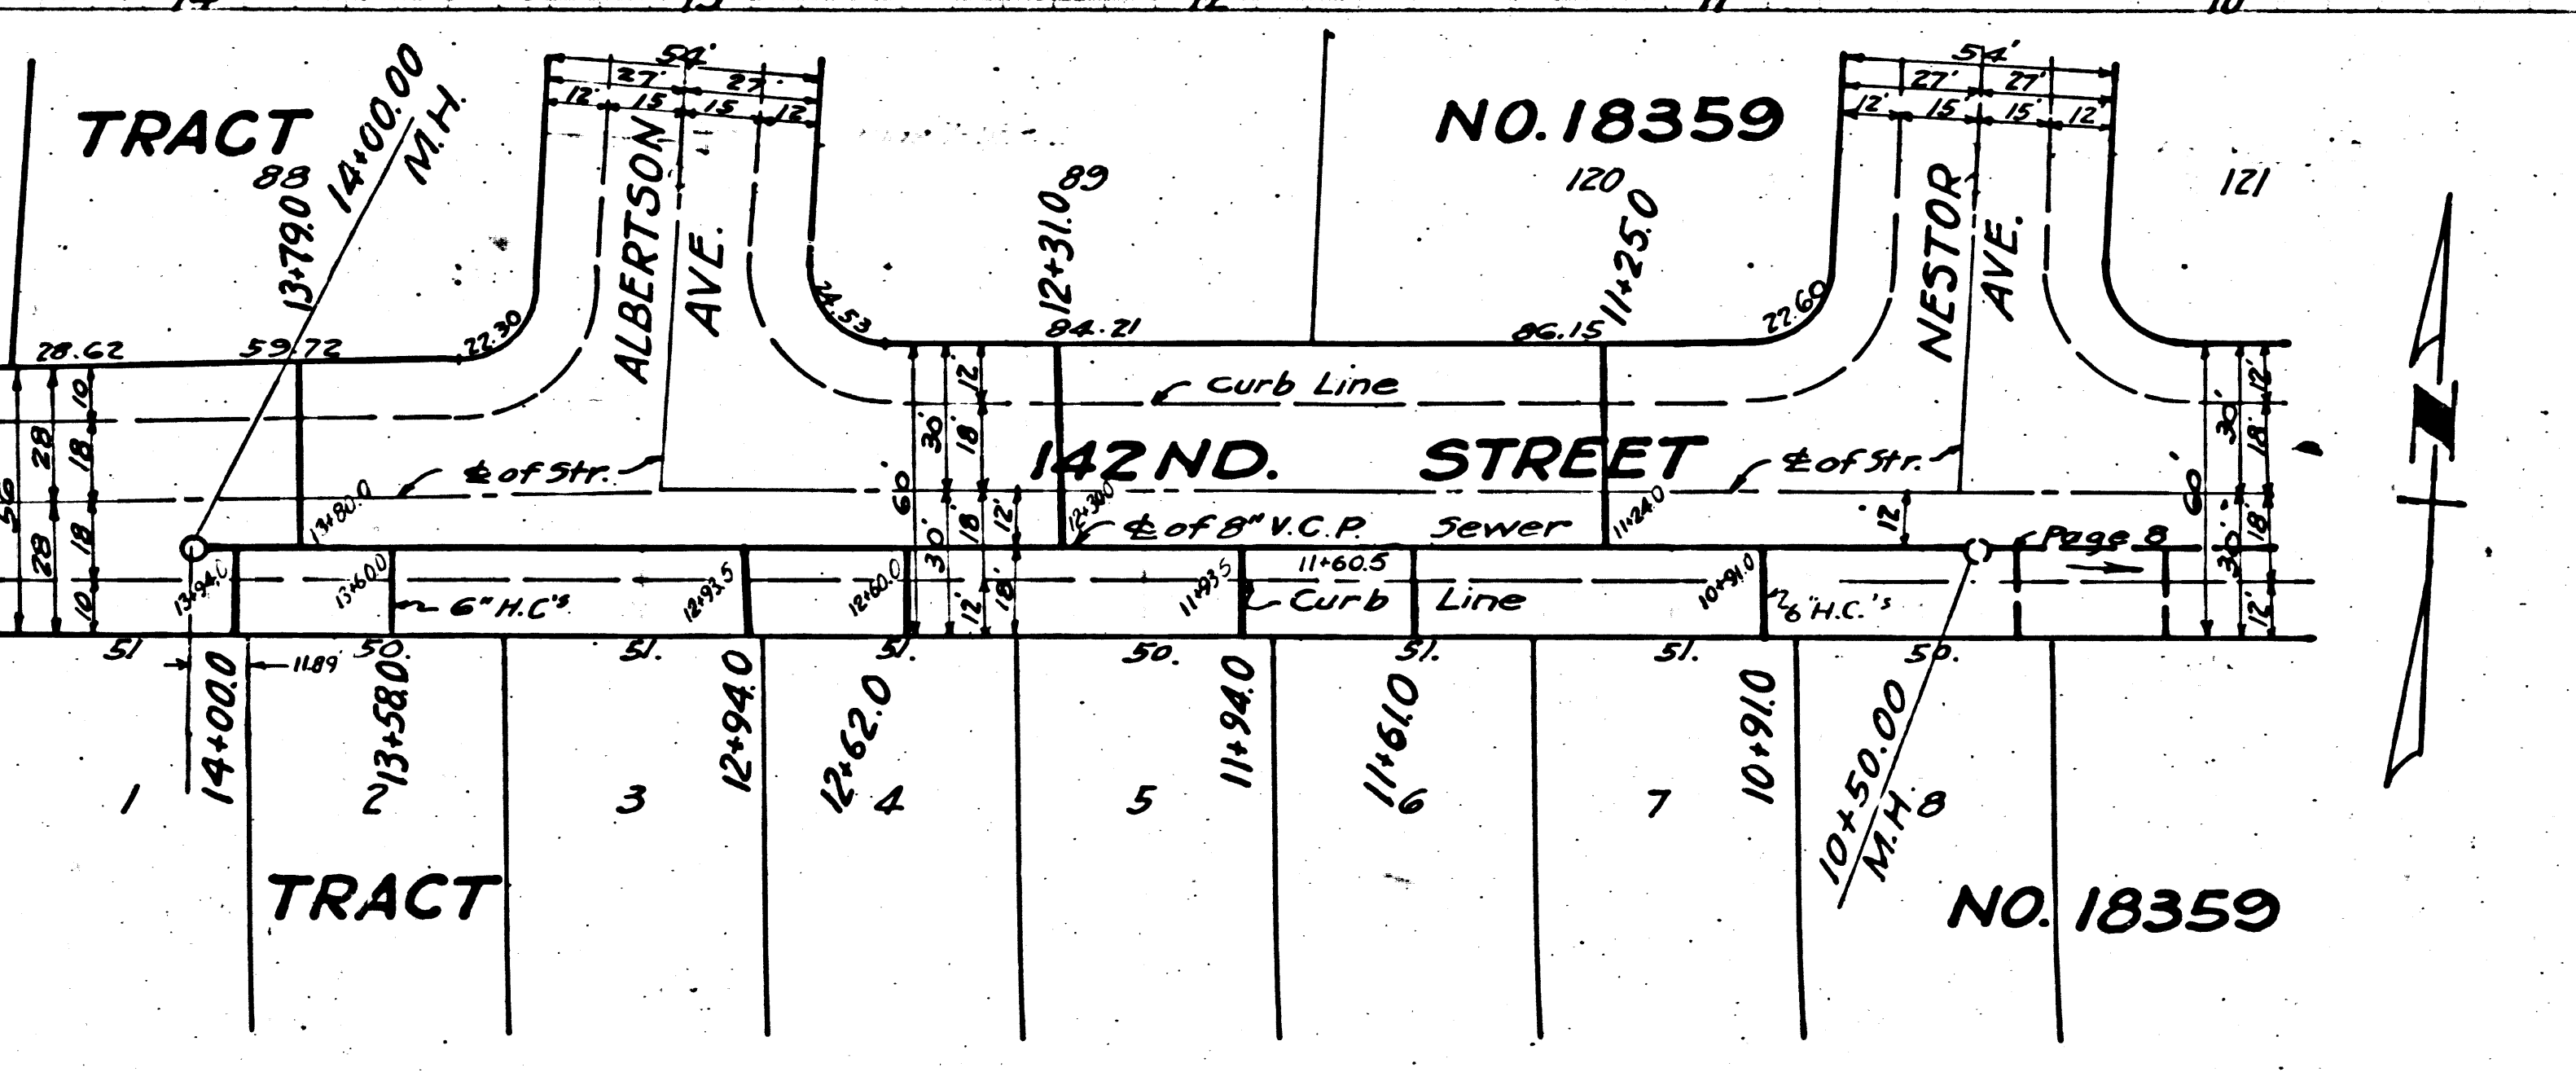 14 13 12 11 10
54'
27' 27'
12' 15 15 12
54'
27' 27'
12' 15' 15' 12'
TRACT
NO. 18359
14+00.00
M.H.
88
13+79.0
ALBERTSON
AVE.
89
12+31.0
120
11+25.0
NESTOR
AVE.
121
28.62
59.72
22.30
24.53
84.21
86.15
22.60
56
28
28
10
18
18
10
60'
30'
30'
12'
18'
18'
12'
12'
18'
60'
30'
30'
12'
18'
18'
12'
12'
Curb Line
142ND. STREET
℄ of Str.
℄ of Str.
℄ of 8" V.C.P. Sewer
Page 8
13+80.0
12+30.0
11+24.0
13+94.0
13+60.0
6" H.C's
12+93.5
12+60.0
11+93.5
11+60.5
Curb Line
10+91.0
6" H.C.'s
51
50.
51.
51.
50.
51.
51.
50.
11.89'
14+00.0
13+58.0
12+94.0
12+62.0
11+94.0
11+61.0
10+91.0
10+50.00
M.H.
1 2 3 4 5 6 7 8
N
TRACT
NO. 18359